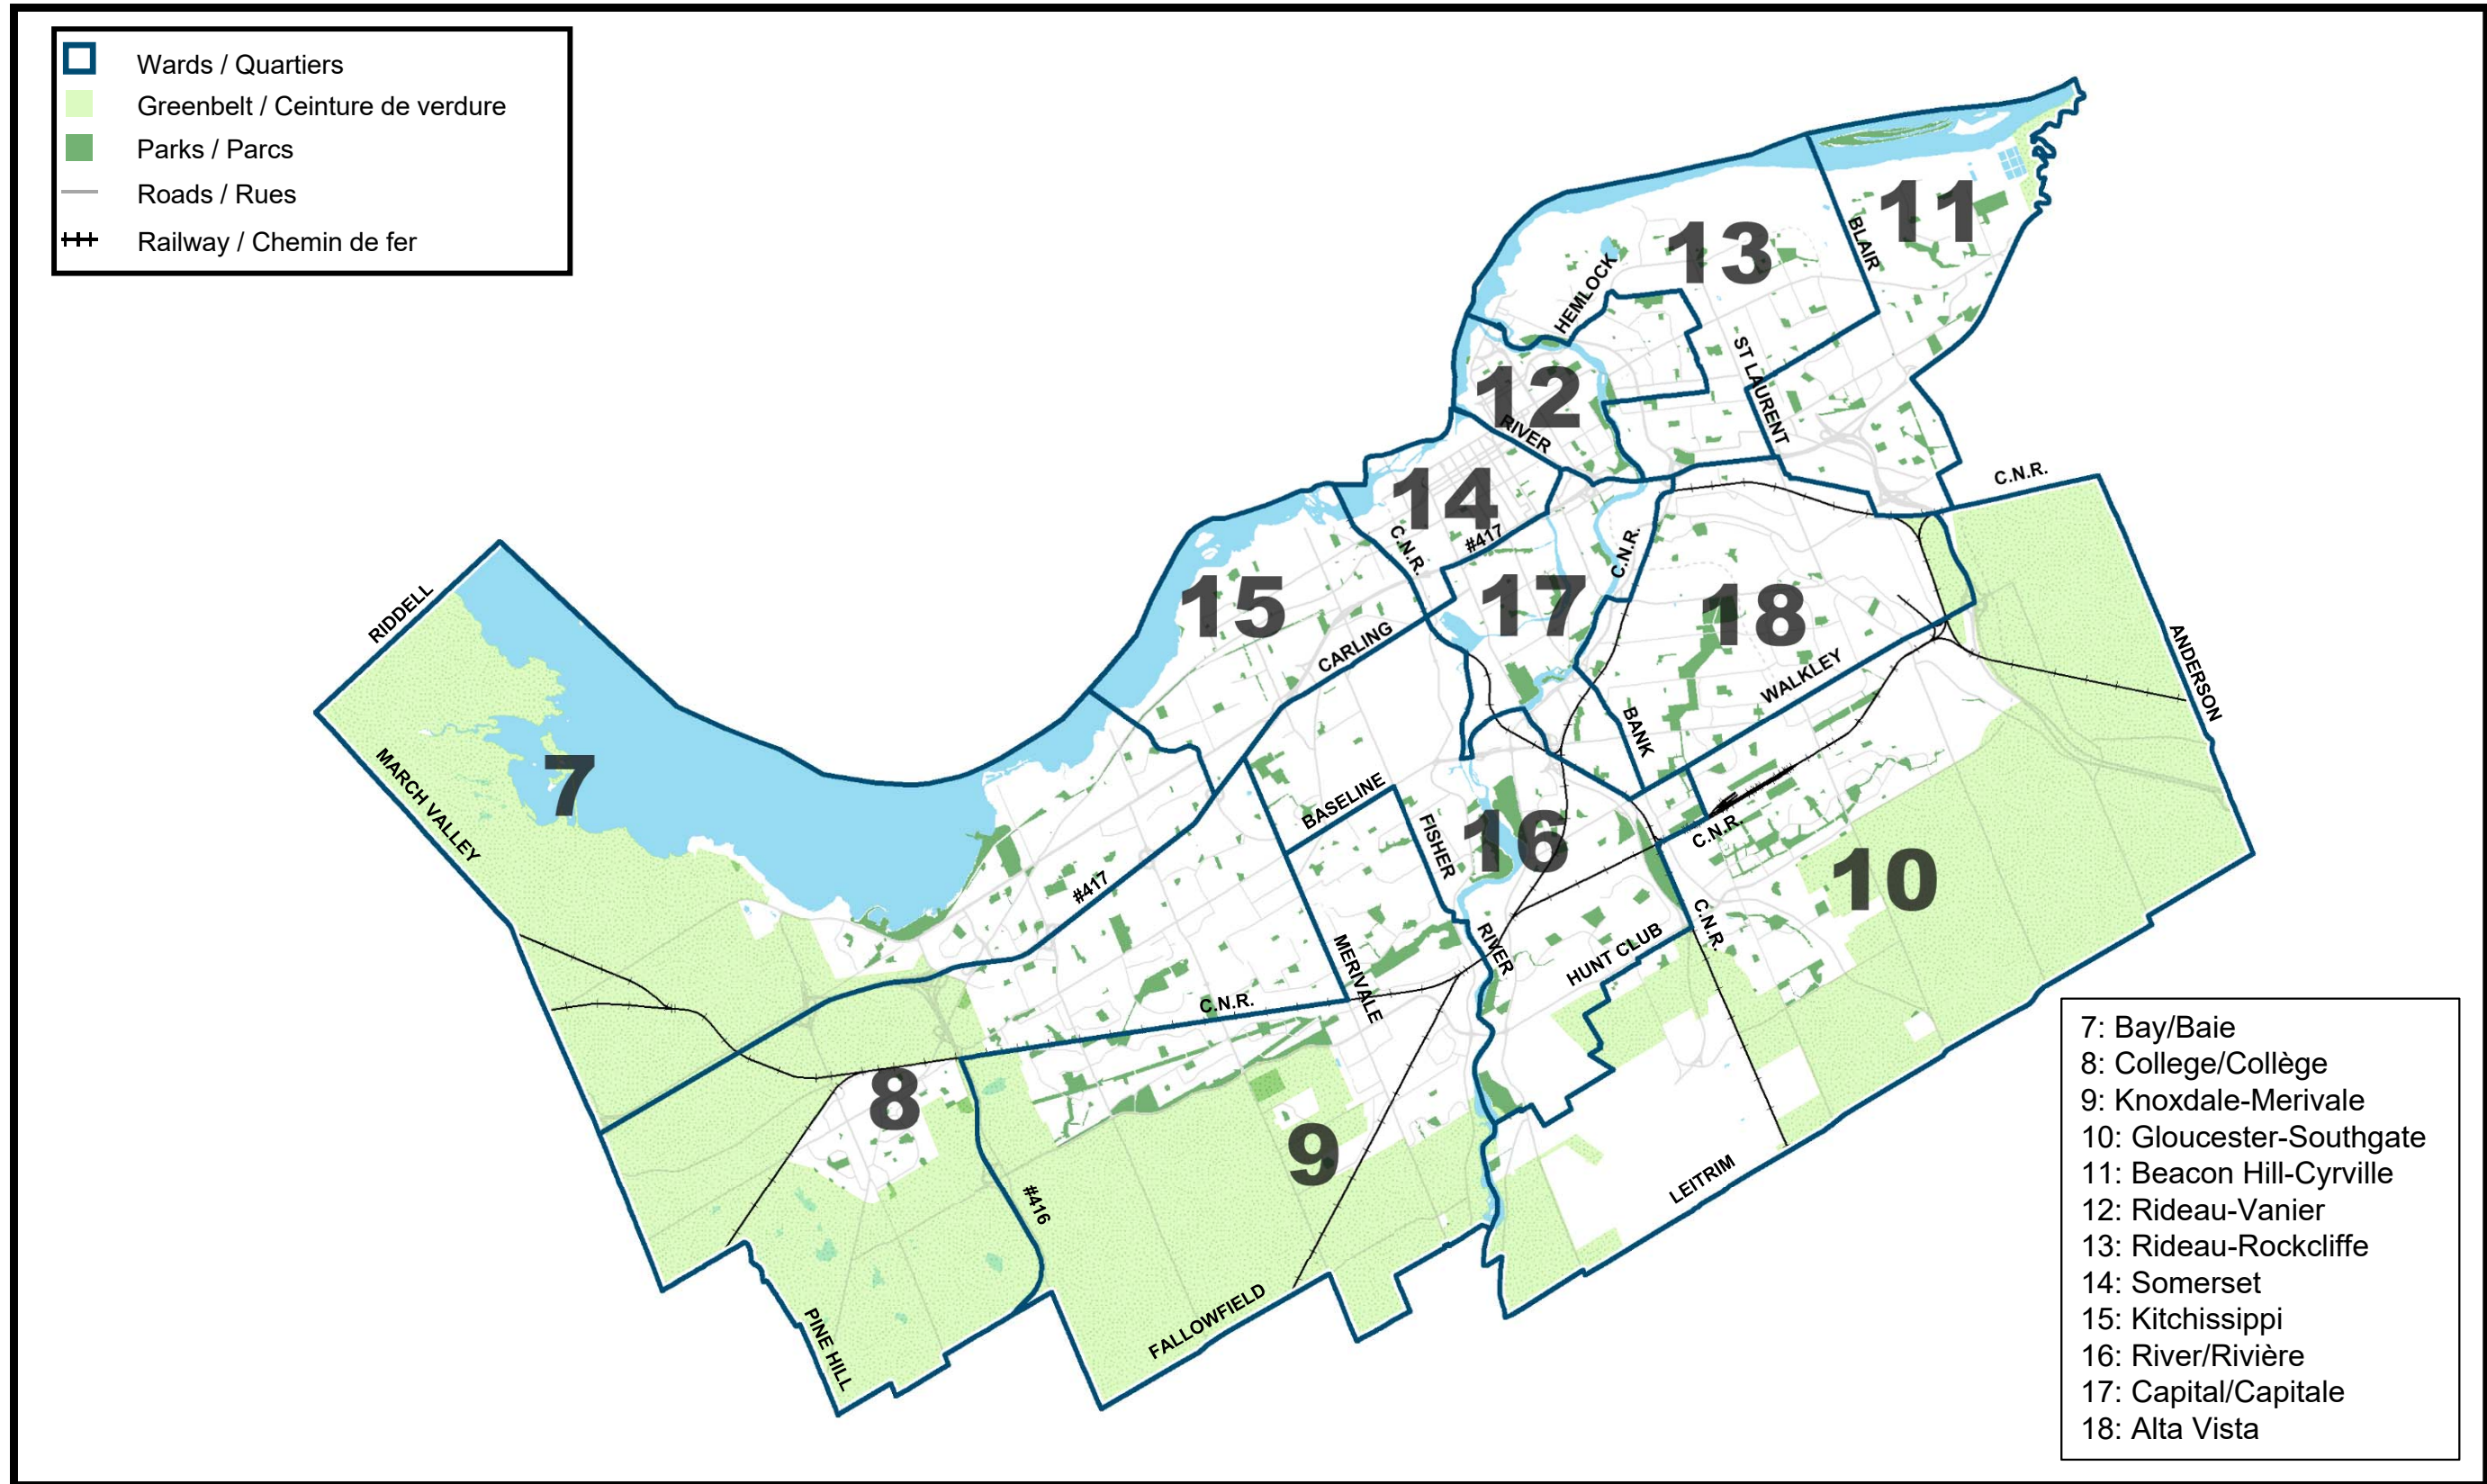 Wards / Quartiers
Greenbelt / Ceinture de verdure
Parks / Parcs
Roads / Rues
Railway / Chemin de fer
11
13
BLAIR
HEMLOCK
ST LAURENT
12
RIVER
14
C.N.R.
C.N.R.
#417
C.N.R.
15
17
18
RIDDELL
CARLING
ANDERSON
WALKLEY
BANK
7
MARCH VALLEY
BASELINE
FISHER
16
C.N.R.
10
#417
MERIVALE
RIVER
HUNT CLUB
C.N.R.
C.N.R.
8
9
#416
LEITRIM
PINE HILL
FALLOWFIELD
7: Bay/Baie
8: College/Collège
9: Knoxdale-Merivale
10: Gloucester-Southgate
11: Beacon Hill-Cyrville
12: Rideau-Vanier
13: Rideau-Rockcliffe
14: Somerset
15: Kitchissippi
16: River/Rivière
17: Capital/Capitale
18: Alta Vista